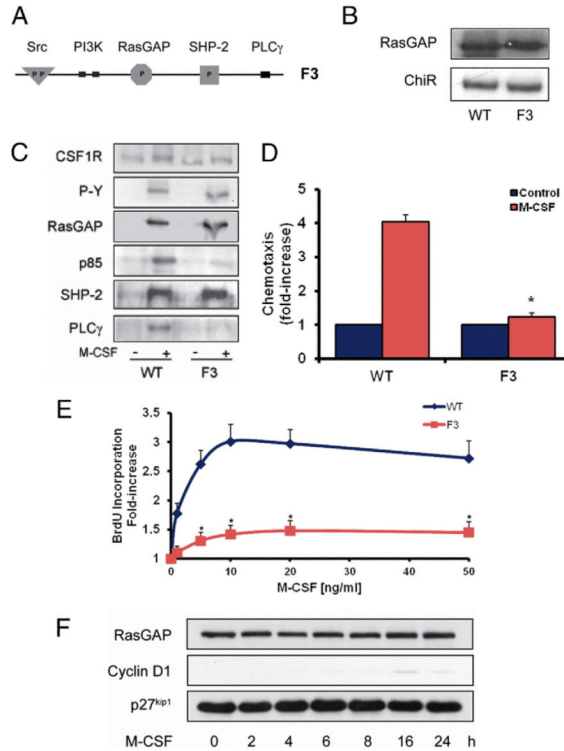 A
Src PI3K RasGAP SHP-2 PLCγ
P P P P F3
B
RasGAP
ChiR
WT F3
C
CSF1R
P-Y
RasGAP
p85
SHP-2
PLCγ
M-CSF - + - +
WT F3
D
Control
M-CSF
Chemotaxis
(fold-increase)
5
4
3
2
1
0
*
WT F3
E
WT
F3
BrdU Incorporation
Fold-increase
3.5
3
2.5
2
1.5
1
* * * *
0 10 20 30 40 50
M-CSF [ng/ml]
F
RasGAP
Cyclin D1
p27kip1
M-CSF 0 2 4 6 8 16 24 h